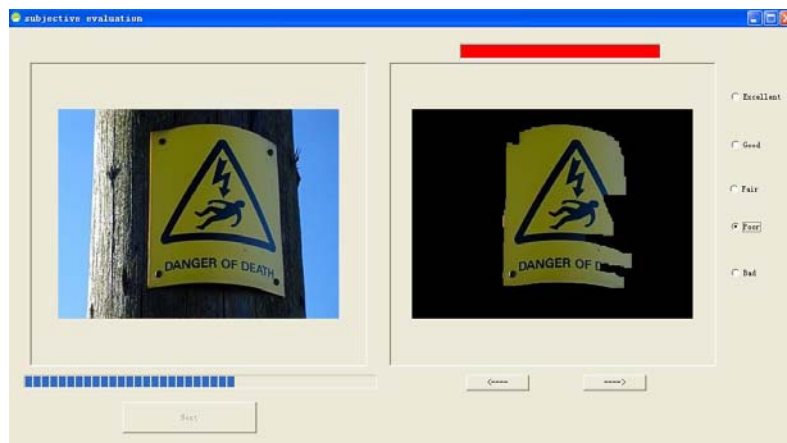 subjective evaluation
Excellent
Good
Fair
Poor
Bad
DANGER OF DEATH
DANGER OF D
<----
---->
Next